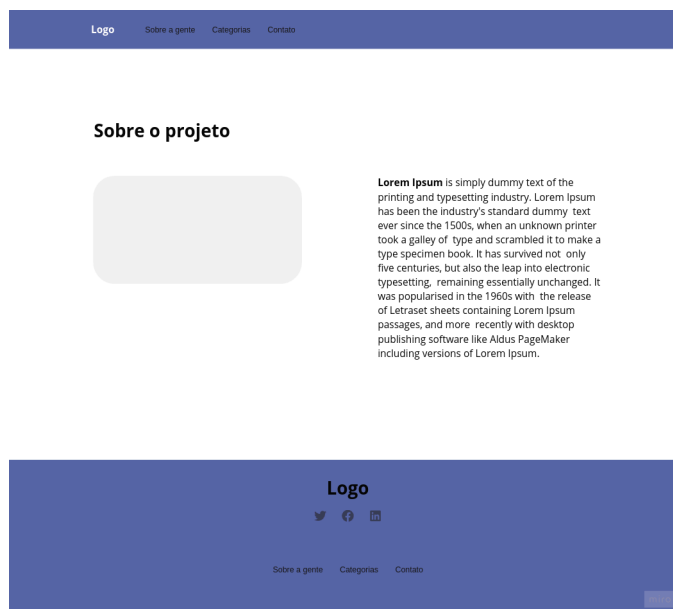 Logo Sobre a gente Categorias Contato
Sobre o projeto
Lorem Ipsum is simply dummy text of the
printing and typesetting industry. Lorem Ipsum
has been the industry's standard dummy text
ever since the 1500s, when an unknown printer
took a galley of type and scrambled it to make a
type specimen book. It has survived not only
five centuries, but also the leap into electronic
typesetting, remaining essentially unchanged. It
was popularised in the 1960s with the release
of Letraset sheets containing Lorem Ipsum
passages, and more recently with desktop
publishing software like Aldus PageMaker
including versions of Lorem Ipsum.
Logo
Sobre a gente Categorias Contato